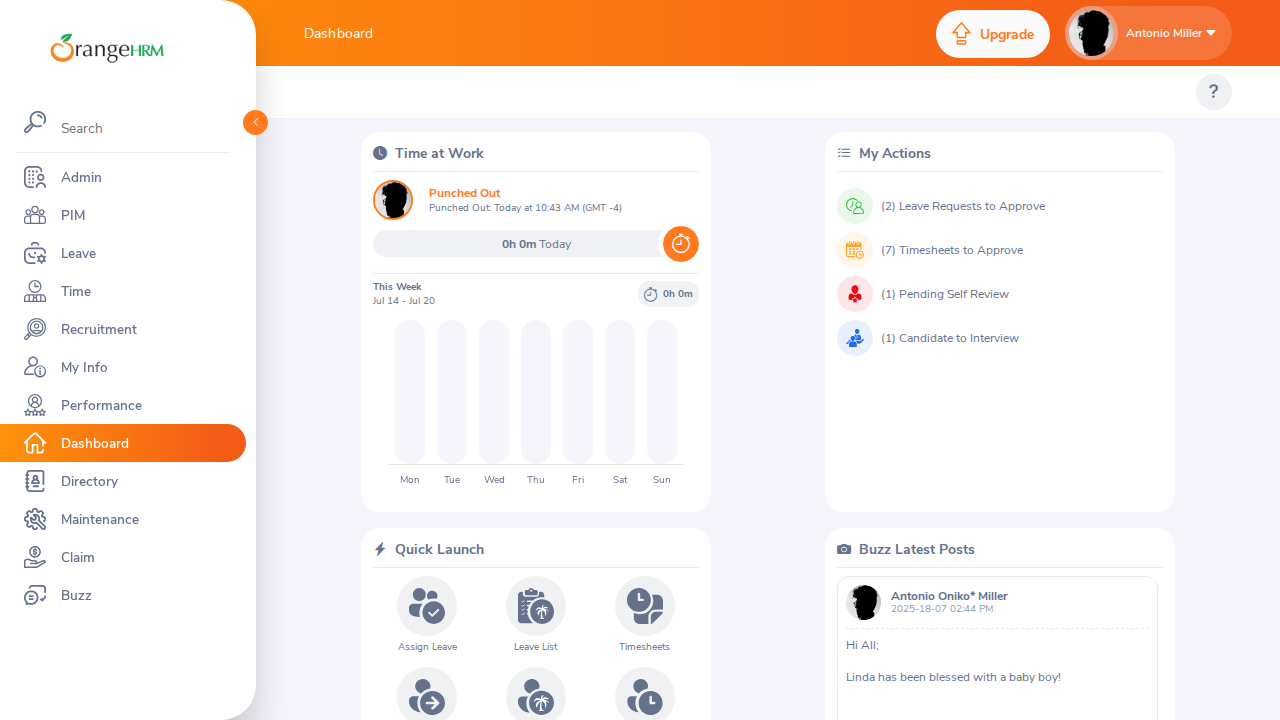 OrangeHRM
Search
Admin
PIM
Leave
Time
Recruitment
My Info
Performance
Dashboard
Directory
Maintenance
Claim
Buzz
Dashboard
Upgrade
Antonio Miller
?
Time at Work
Punched Out
Punched Out: Today at 10:43 AM (GMT -4)
0h 0m Today
This Week
Jul 14 - Jul 20
0h 0m
Mon Tue Wed Thu Fri Sat Sun
My Actions
(2) Leave Requests to Approve
(7) Timesheets to Approve
(1) Pending Self Review
(1) Candidate to Interview
Quick Launch
Assign Leave
Leave List
Timesheets
Buzz Latest Posts
Antonio Oniko* Miller
2025-18-07 02:44 PM
Hi All;
Linda has been blessed with a baby boy!